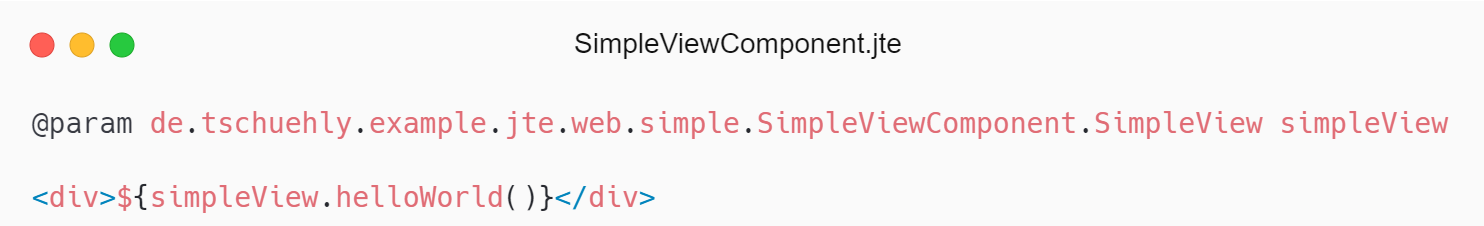 SimpleViewComponent.jte
@param de.tschuehly.example.jte.web.simple.SimpleViewComponent.SimpleView simpleView
<div>${simpleView.helloWorld()}</div>